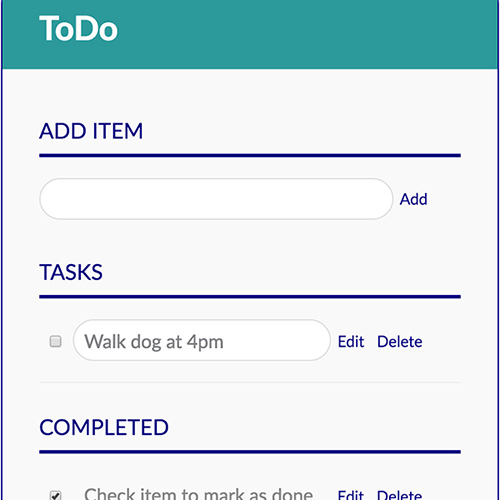 ToDo
ADD ITEM
Add
TASKS
Walk dog at 4pm Edit Delete
COMPLETED
Check item to mark as done Edit Delete